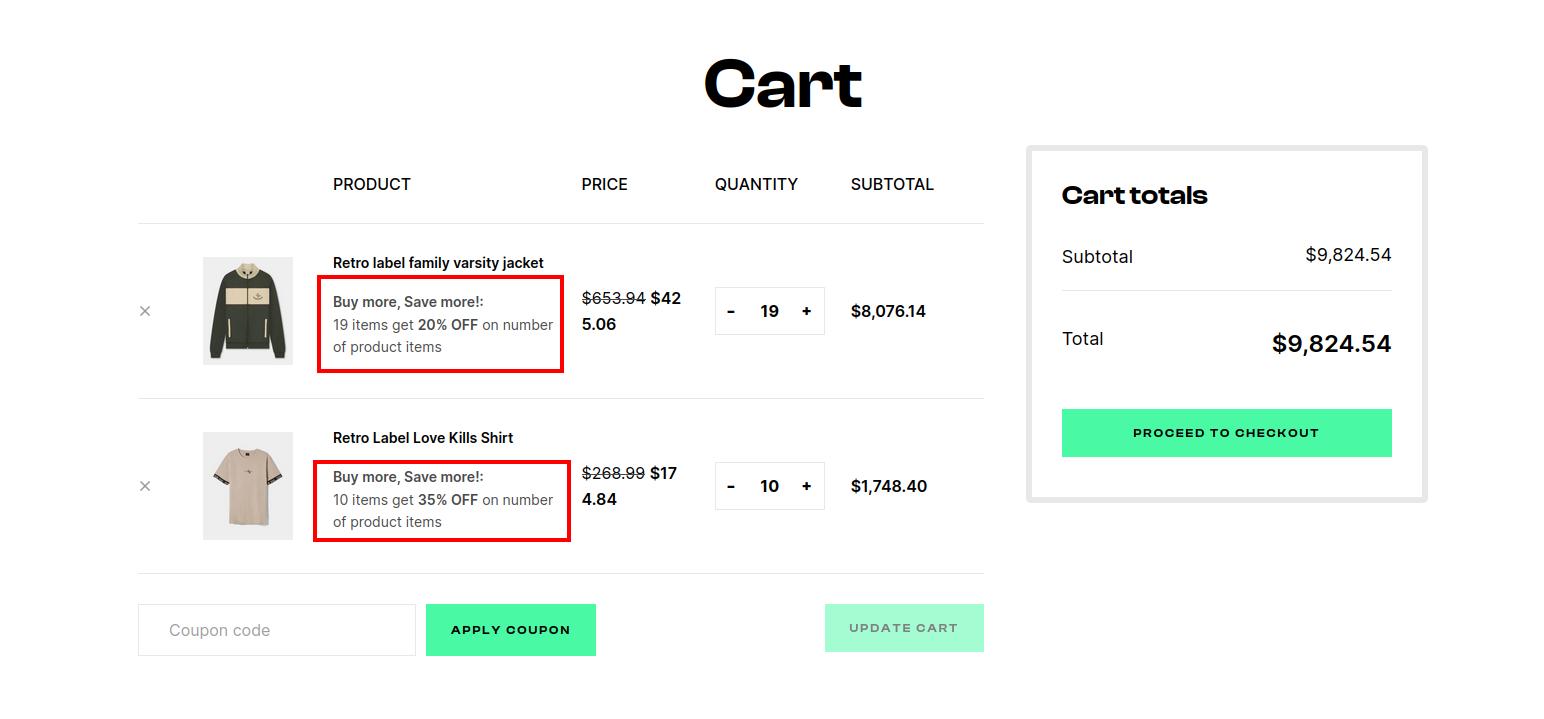 Cart
PRODUCT PRICE QUANTITY SUBTOTAL
Retro label family varsity jacket
Buy more, Save more!:
19 items get 20% OFF on number
of product items
$653.94 $42
5.06
- 19 +
$8,076.14
Retro Label Love Kills Shirt
Buy more, Save more!:
10 items get 35% OFF on number
of product items
$268.99 $17
4.84
- 10 +
$1,748.40
Coupon code
APPLY COUPON
UPDATE CART
Cart totals
Subtotal $9,824.54
Total $9,824.54
PROCEED TO CHECKOUT